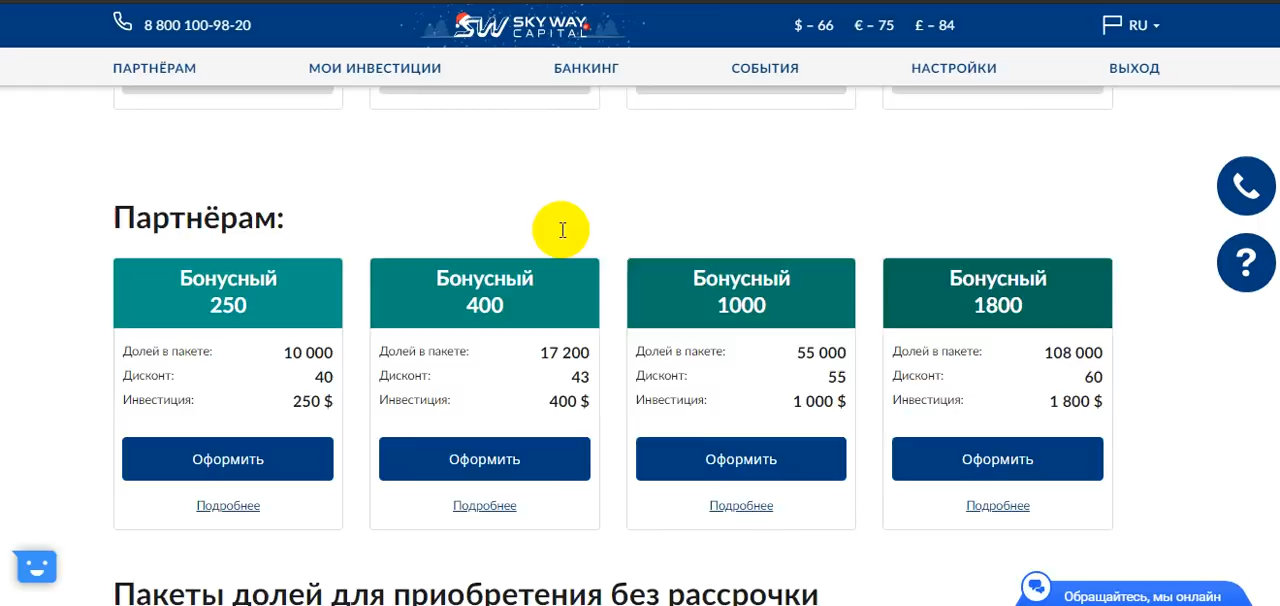 8 800 100-98-20
SW SKY WAY
CAPITAL
$ – 66 € – 75 £ – 84
RU
ПАРТНЁРАМ МОИ ИНВЕСТИЦИИ БАНКИНГ СОБЫТИЯ НАСТРОЙКИ ВЫХОД
Партнёрам:
Бонусный
250
Долей в пакете: 10 000
Дисконт: 40
Инвестиция: 250 $
Оформить
Подробнее
Бонусный
400
Долей в пакете: 17 200
Дисконт: 43
Инвестиция: 400 $
Оформить
Подробнее
Бонусный
1000
Долей в пакете: 55 000
Дисконт: 55
Инвестиция: 1 000 $
Оформить
Подробнее
Бонусный
1800
Долей в пакете: 108 000
Дисконт: 60
Инвестиция: 1 800 $
Оформить
Подробнее
?
Пакеты долей для приобретения без рассрочки
Обращайтесь, мы онлайн